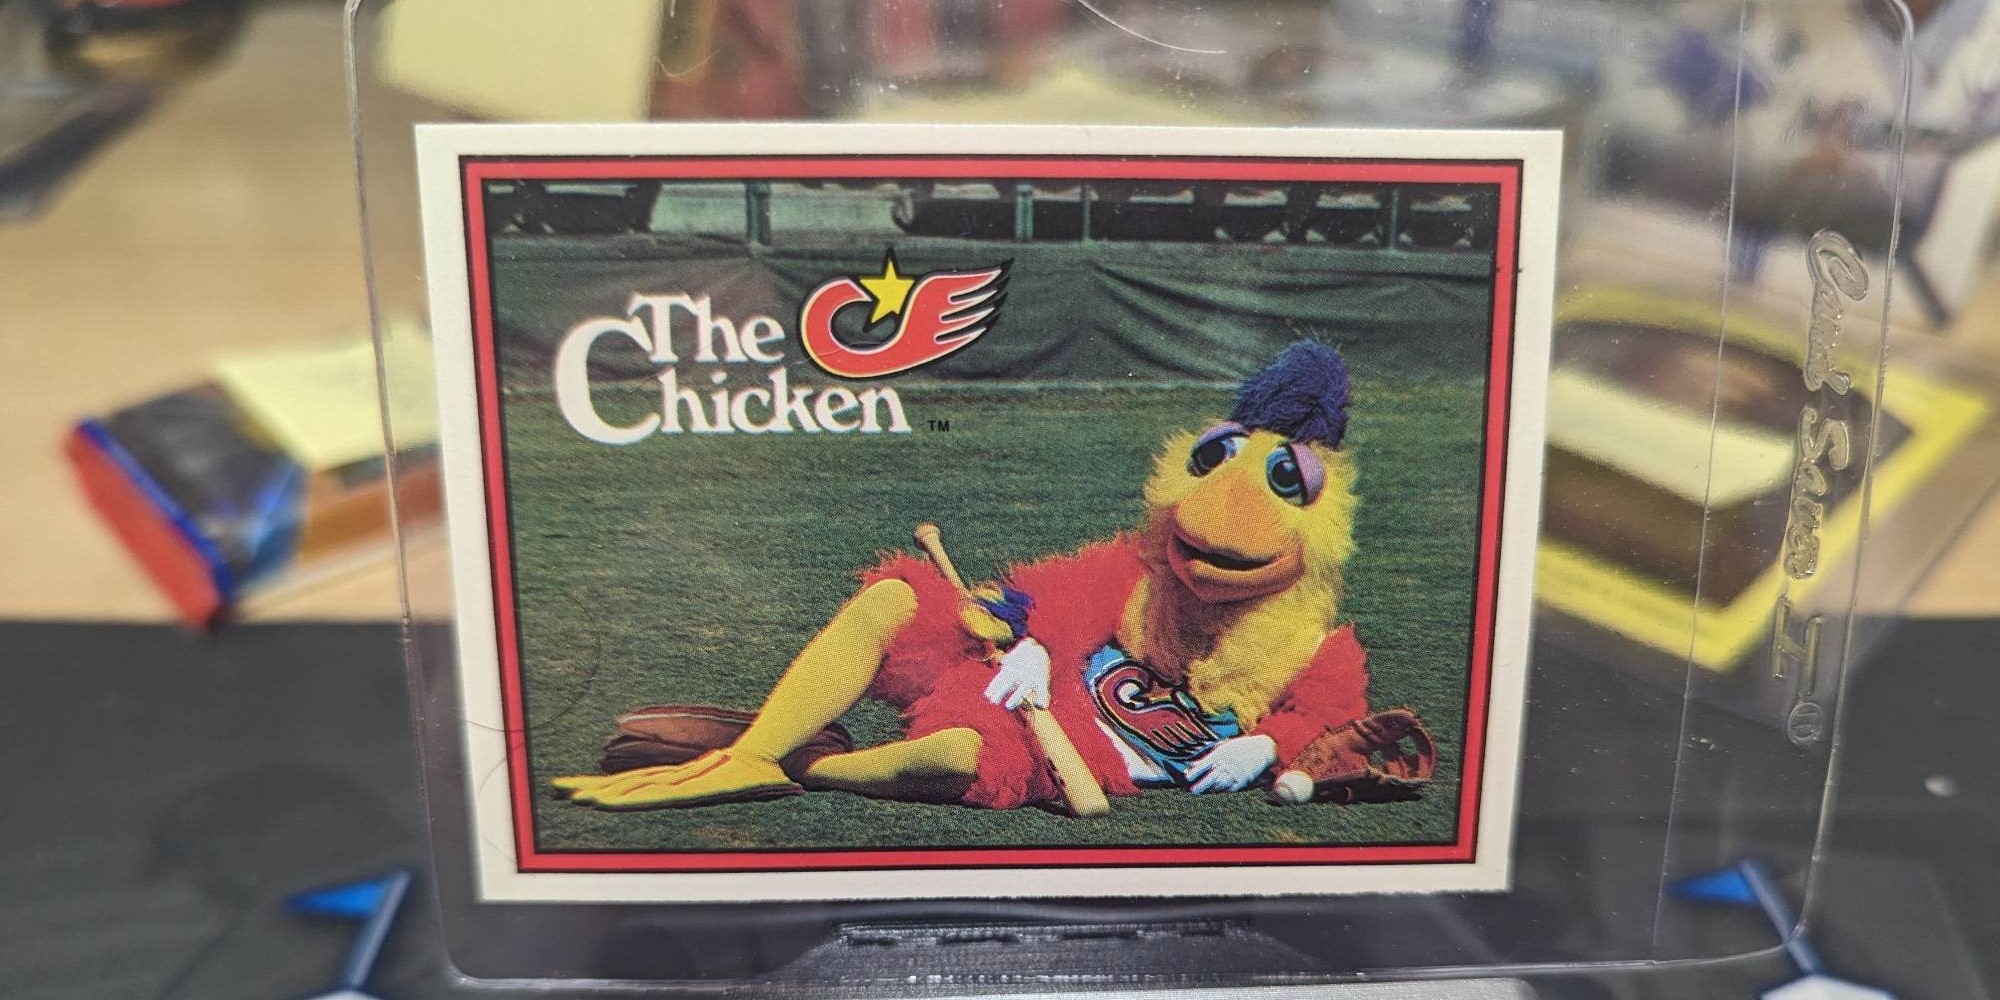 The
Chicken TM
Card Saver I ®